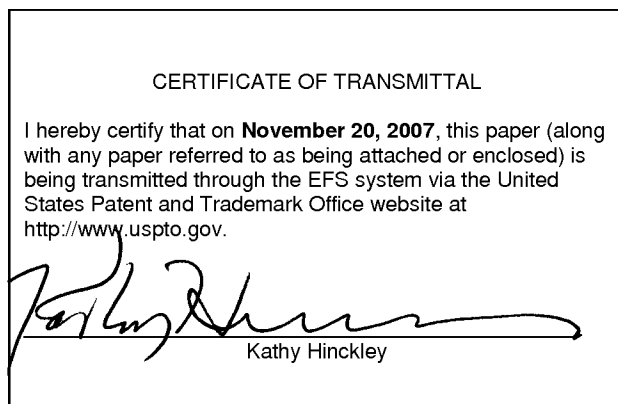 CERTIFICATE OF TRANSMITTAL
I hereby certify that on November 20, 2007, this paper (along
with any paper referred to as being attached or enclosed) is
being transmitted through the EFS system via the United
States Patent and Trademark Office website at
http://www.uspto.gov.
Kathy Hinckley